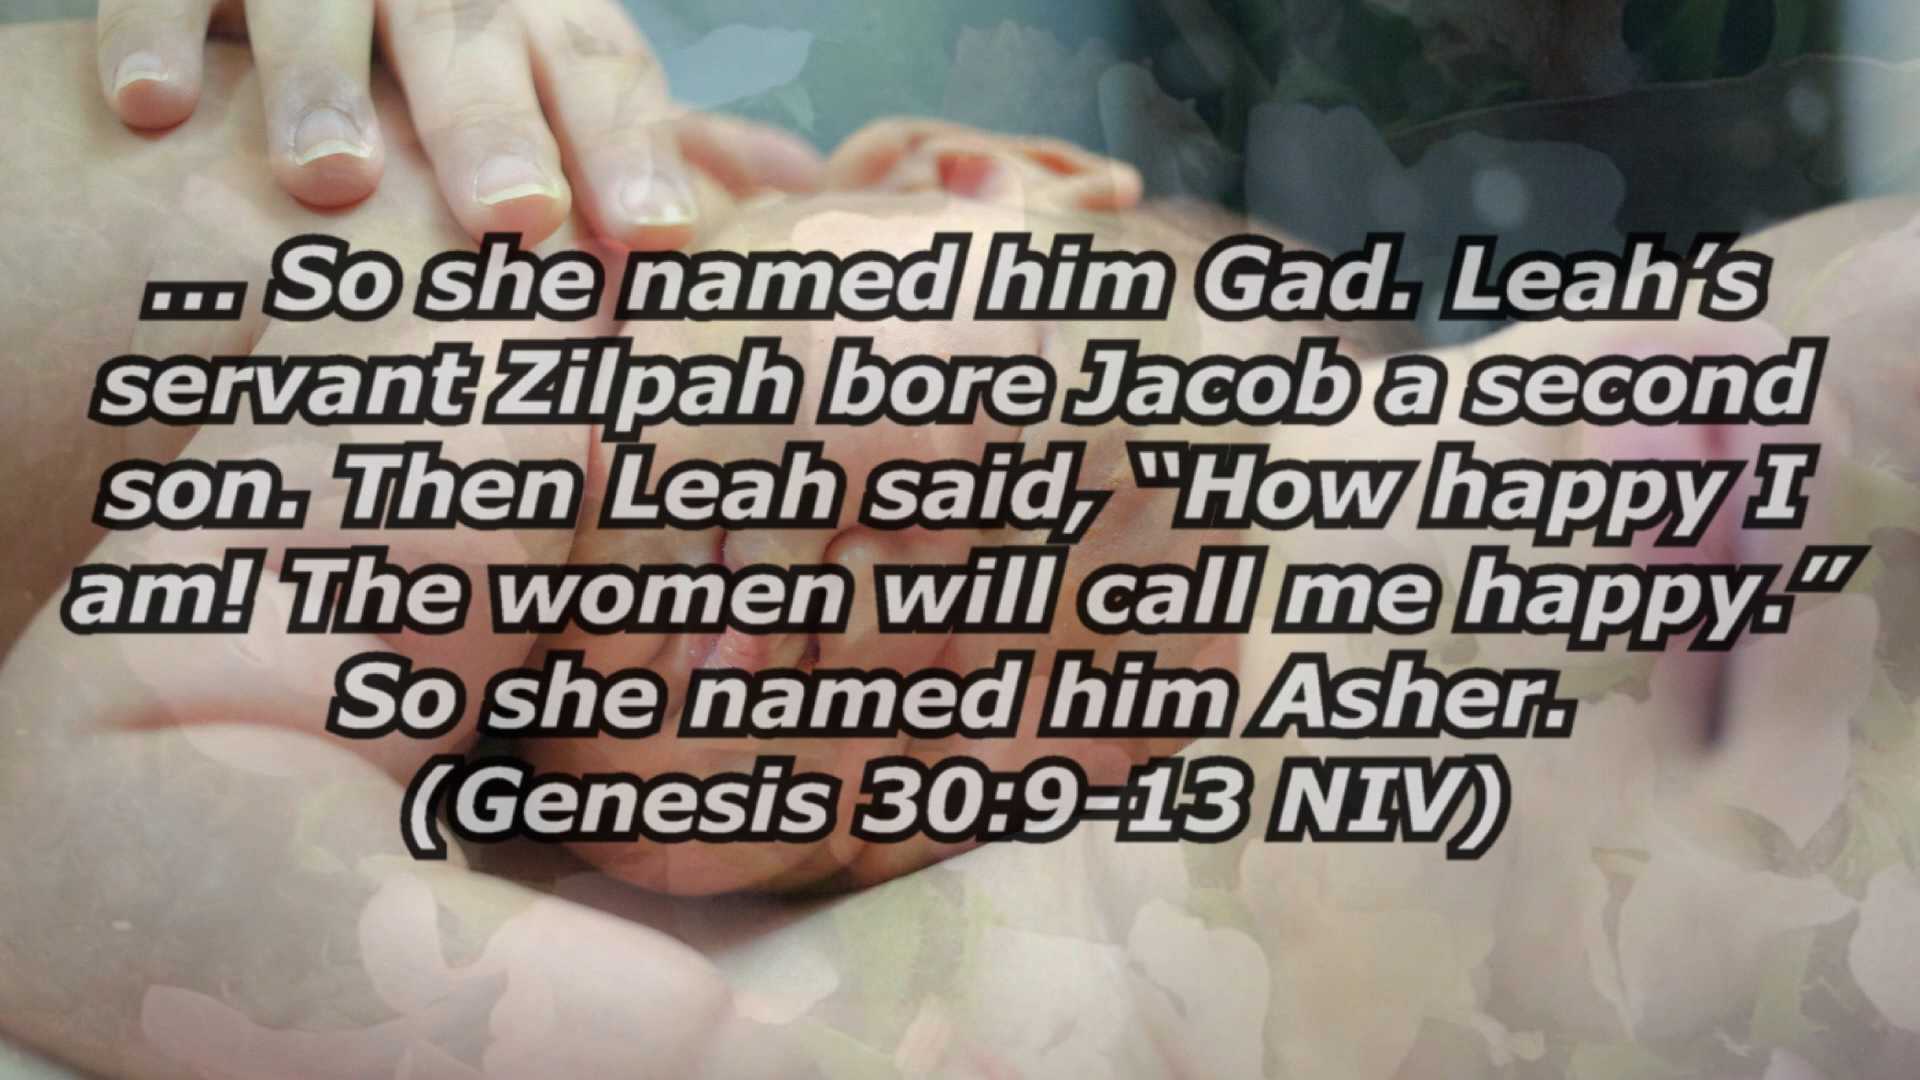 ... So she named him Gad. Leah’s
servant Zilpah bore Jacob a second
son. Then Leah said, “How happy I
am! The women will call me happy.”
So she named him Asher.
(Genesis 30:9–13 NIV)